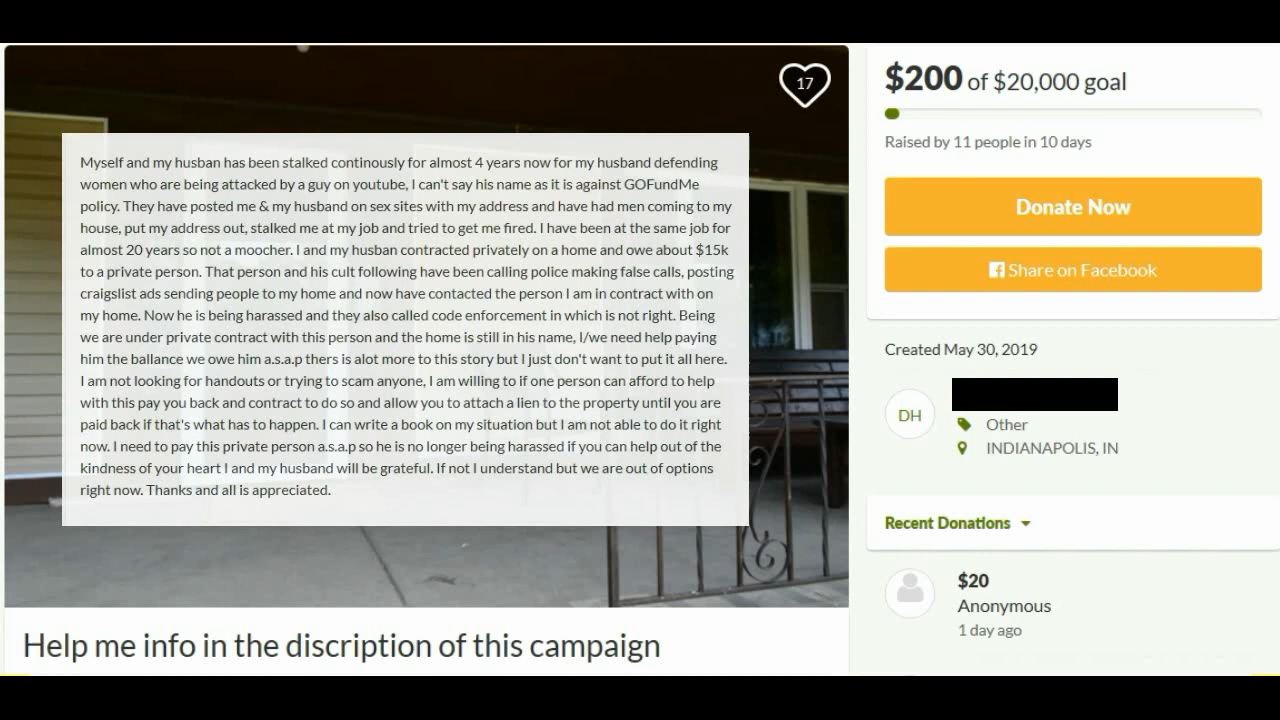 17
Myself and my husban has been stalked continously for almost 4 years now for my husband defending
women who are being attacked by a guy on youtube, I can't say his name as it is against GOFundMe
policy. They have posted me & my husband on sex sites with my address and have had men coming to my
house, put my address out, stalked me at my job and tried to get me fired. I have been at the same job for
almost 20 years so not a moocher. I and my husban contracted privately on a home and owe about $15k
to a private person. That person and his cult following have been calling police making false calls, posting
craigslist ads sending people to my home and now have contacted the person I am in contract with on
my home. Now he is being harassed and they also called code enforcement in which is not right. Being
we are under private contract with this person and the home is still in his name, I/we need help paying
him the ballance we owe him a.s.a.p thers is alot more to this story but I just don't want to put it all here.
I am not looking for handouts or trying to scam anyone, I am willing to if one person can afford to help
with this pay you back and contract to do so and allow you to attach a lien to the property until you are
paid back if that's what has to happen. I can write a book on my situation but I am not able to do it right
now. I need to pay this private person a.s.a.p so he is no longer being harassed if you can help out of the
kindness of your heart I and my husband will be grateful. If not I understand but we are out of options
right now. Thanks and all is appreciated.
Help me info in the discription of this campaign
$200 of $20,000 goal
Raised by 11 people in 10 days
Donate Now
Share on Facebook
Created May 30, 2019
DH
Other
INDIANAPOLIS, IN
Recent Donations
$20
Anonymous
1 day ago